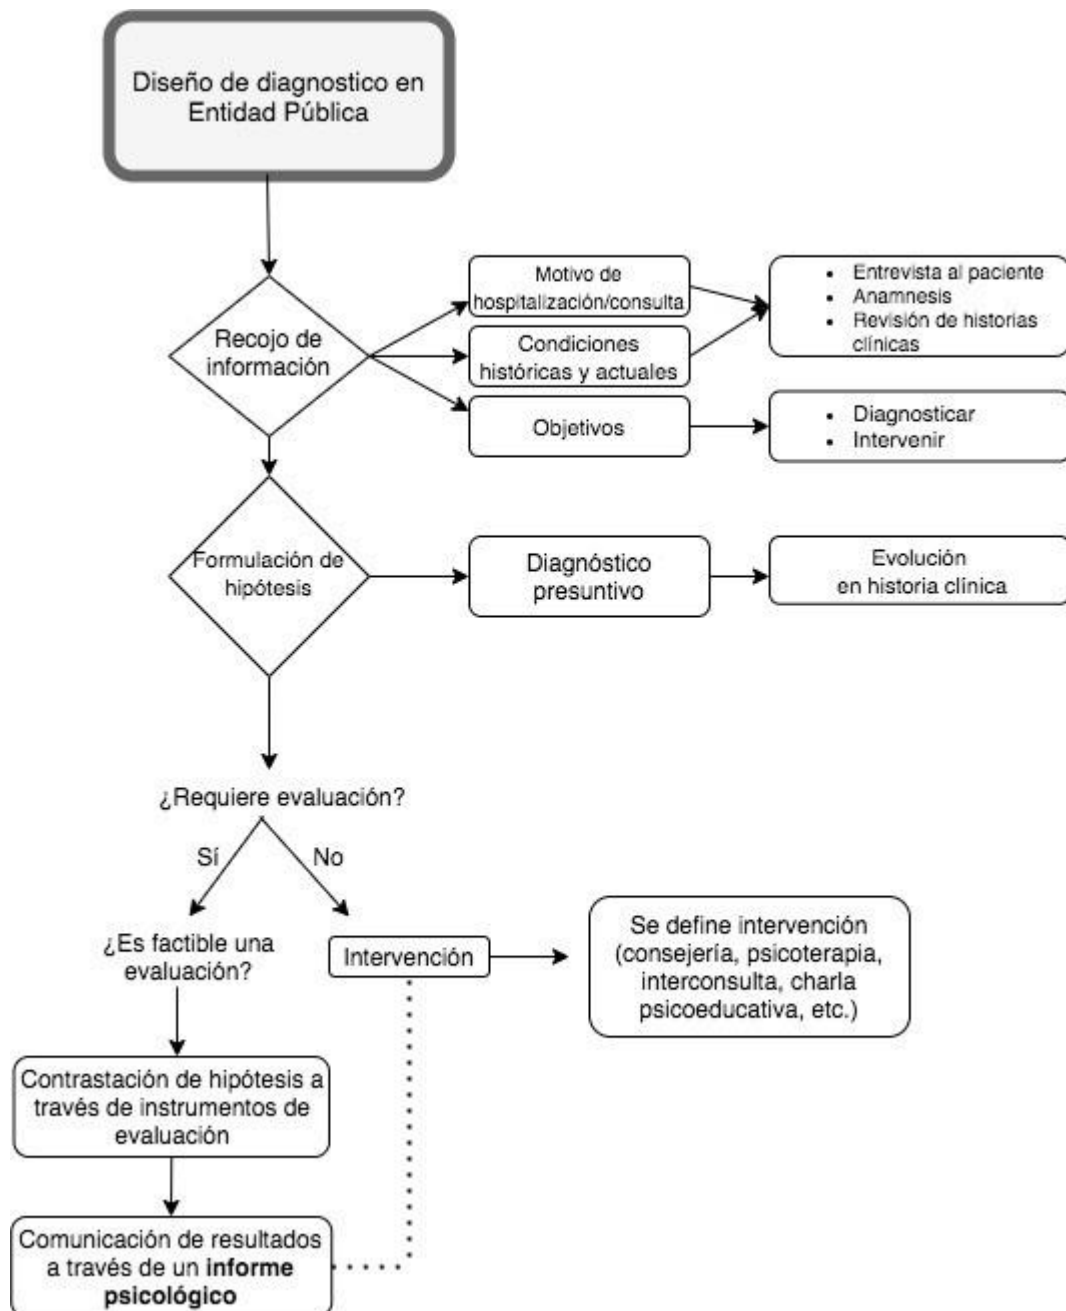 Diseño de diagnostico en
Entidad Pública
Recojo de
información
Motivo de
hospitalización/consulta
Condiciones
históricas y actuales
Objetivos
• Entrevista al paciente
• Anamnesis
• Revisión de historias
clínicas
• Diagnosticar
• Intervenir
Formulación de
hipótesis
Diagnóstico
presuntivo
Evolución
en historia clínica
¿Requiere evaluación?
Sí
No
¿Es factible una
evaluación?
Intervención
Se define intervención
(consejería, psicoterapia,
interconsulta, charla
psicoeducativa, etc.)
Contrastación de hipótesis a
través de instrumentos de
evaluación
Comunicación de resultados
a través de un informe
psicológico